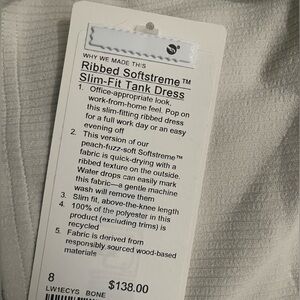 WHY WE MADE THIS
Ribbed Softstreme™
Slim-Fit Tank Dress
1. Office-appropriate look,
work-from-home feel. Pop on
this slim-fitting ribbed dress
for a full work day or an easy
evening off
2. This version of our
peach-fuzz-soft Softstreme™
fabric is quick-drying with a
ribbed texture on the outside.
Water drops can easily mark
this fabric—a gentle machine
wash will remove them
3. Slim fit, above-the-knee length
4. 100% of the polyester in this
product (excluding trims) is
recycled
5. Fabric is derived from
responsibly sourced wood-based
materials
8 $138.00
LW1ECYS BONE